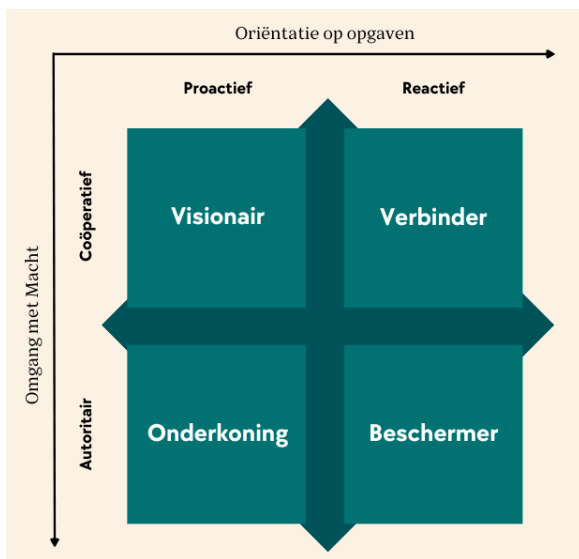 Oriëntatie op opgaven
Proactief
Reactief
Omgang met Macht
Coöperatief
Visionair
Verbinder
Autoritair
Onderkoning
Beschermer